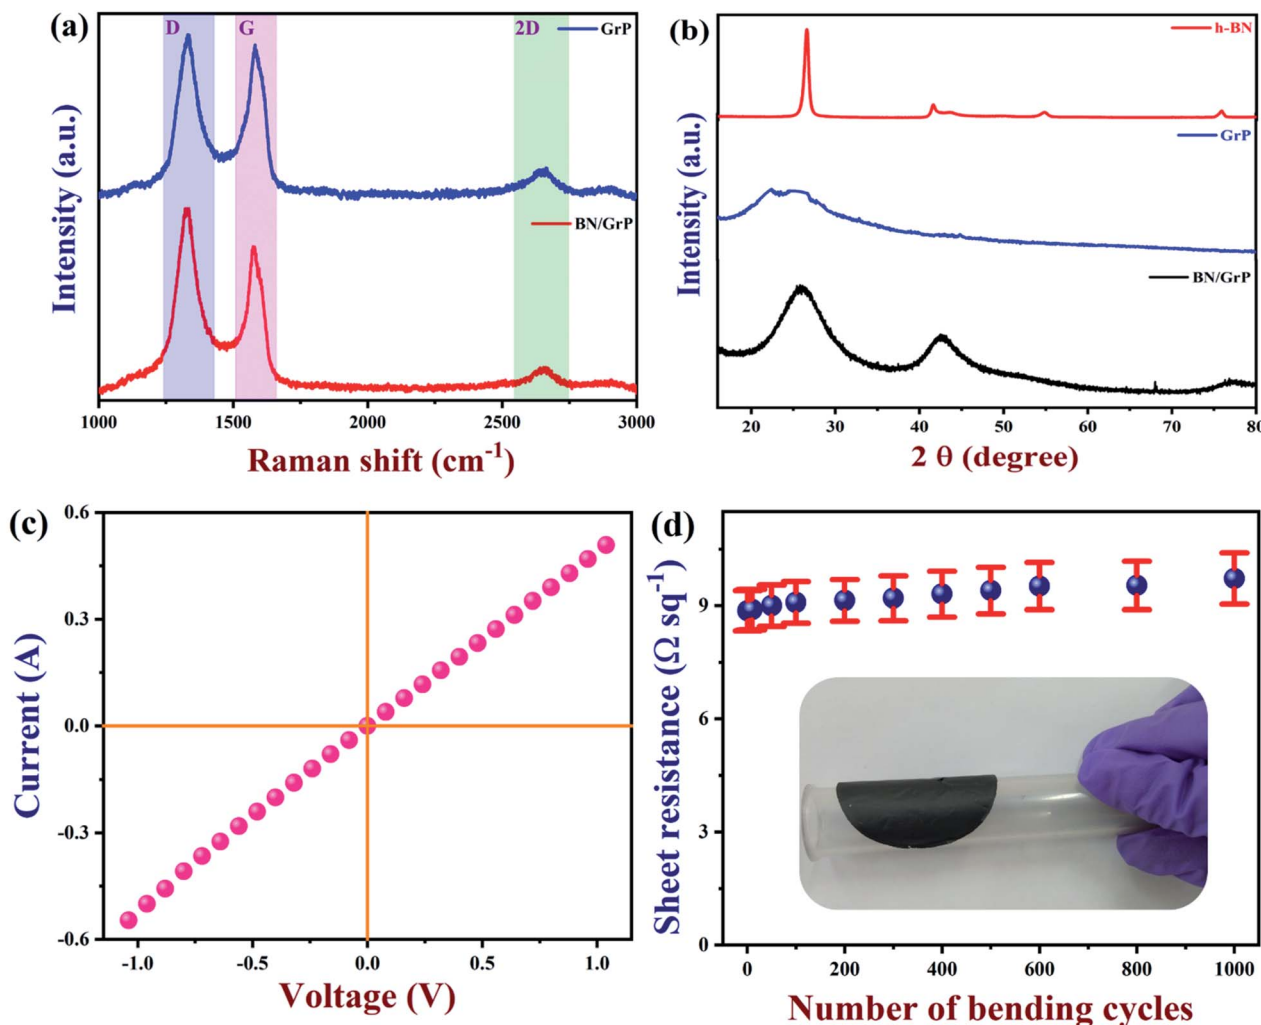 (a)
D
G
2D
GrP
BN/GrP
Intensity (a.u.)
1000
1500
2000
2500
3000
Raman shift (cm⁻¹)
(b)
h-BN
GrP
BN/GrP
Intensity (a.u.)
20
30
40
50
60
70
80
2 θ (degree)
(c)
0.6
0.3
0.0
-0.3
-0.6
Current (A)
-1.0
-0.5
0.0
0.5
1.0
Voltage (V)
(d)
9
6
3
0
Sheet resistance (Ω sq⁻¹)
0
200
400
600
800
1000
Number of bending cycles